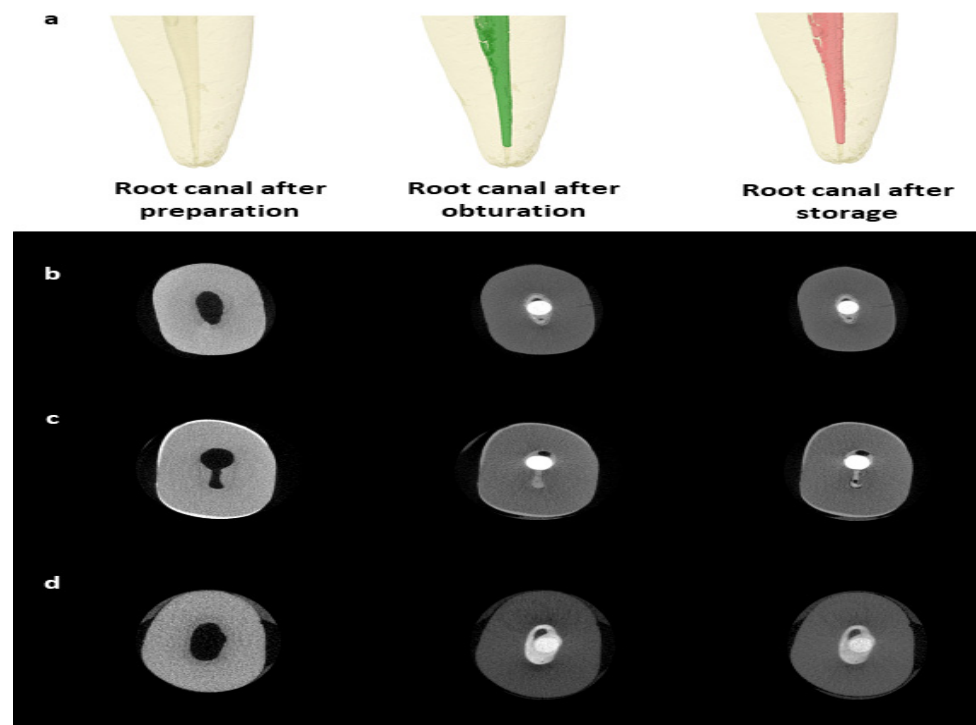 a
Root canal after
preparation
Root canal after
obturation
Root canal after
storage
b
c
d